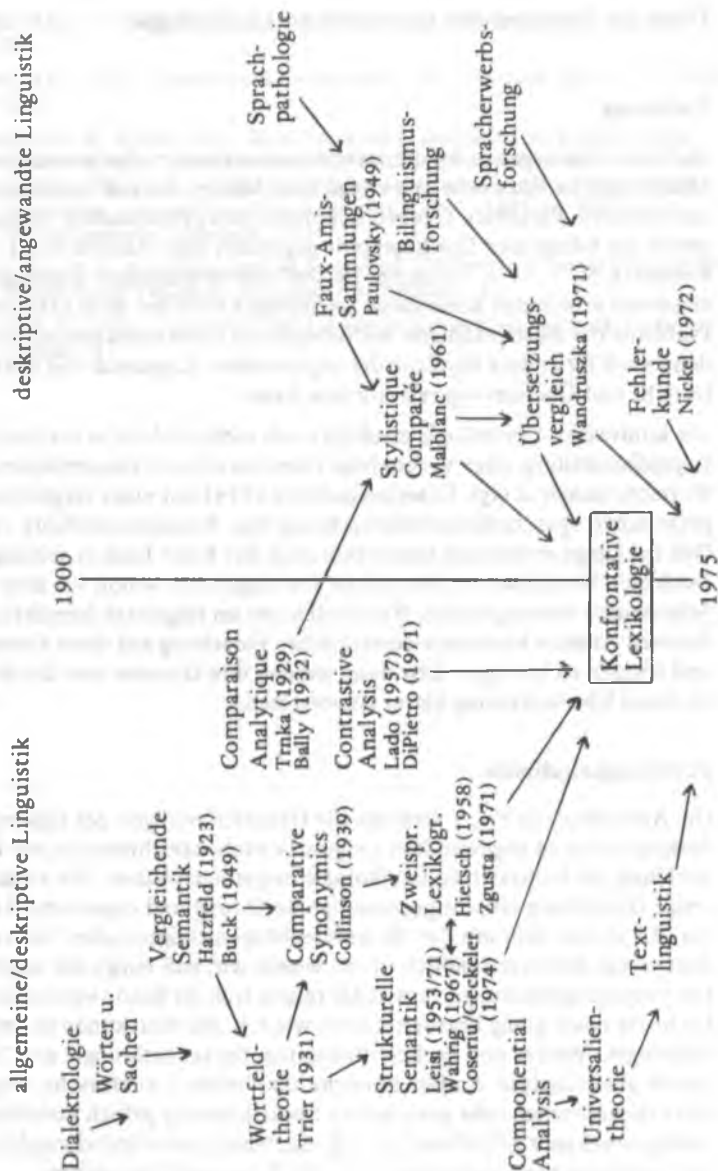 allgemeine/deskriptive Linguistik
deskriptive/angewandte Linguistik
1900
Dialektologie
Wörter u.
Sachen
Vergleichende
Semantik
Hatzfeld (1923)
Buck (1949)
Wortfeld-
theorie
Trier (1931)
Comparative
Synonymis
Collinson (1939)
Comparaison
Analytique
Trnka (1929)
Bally (1932)
Contrastive
Analysis
Lado (1957)
DiPietro (1971)
Strukturelle
Semantik
Leisi (1953/7)
Wahrig (1967)
Coseriu/Geckeler
(1974)
Zweispr.
Lexikogr.
Hietsch (1958)
Zgusta (1971)
Componential
Analysis
Universalien-
theorie
Text-
linguistik
Sprach-
pathologie
Faux-Amis-
Sammlungen
Paulovsky (1949)
Bilinguismus-
forschung
Spracherwerbs-
forschung
Stylistique
Comparée
Malblanc (1961)
Übersetzungs-
vergleich
Wandruszka (1971)
Fehler-
kunde
Nickel (1972)
Konfrontative
Lexikologie
1975